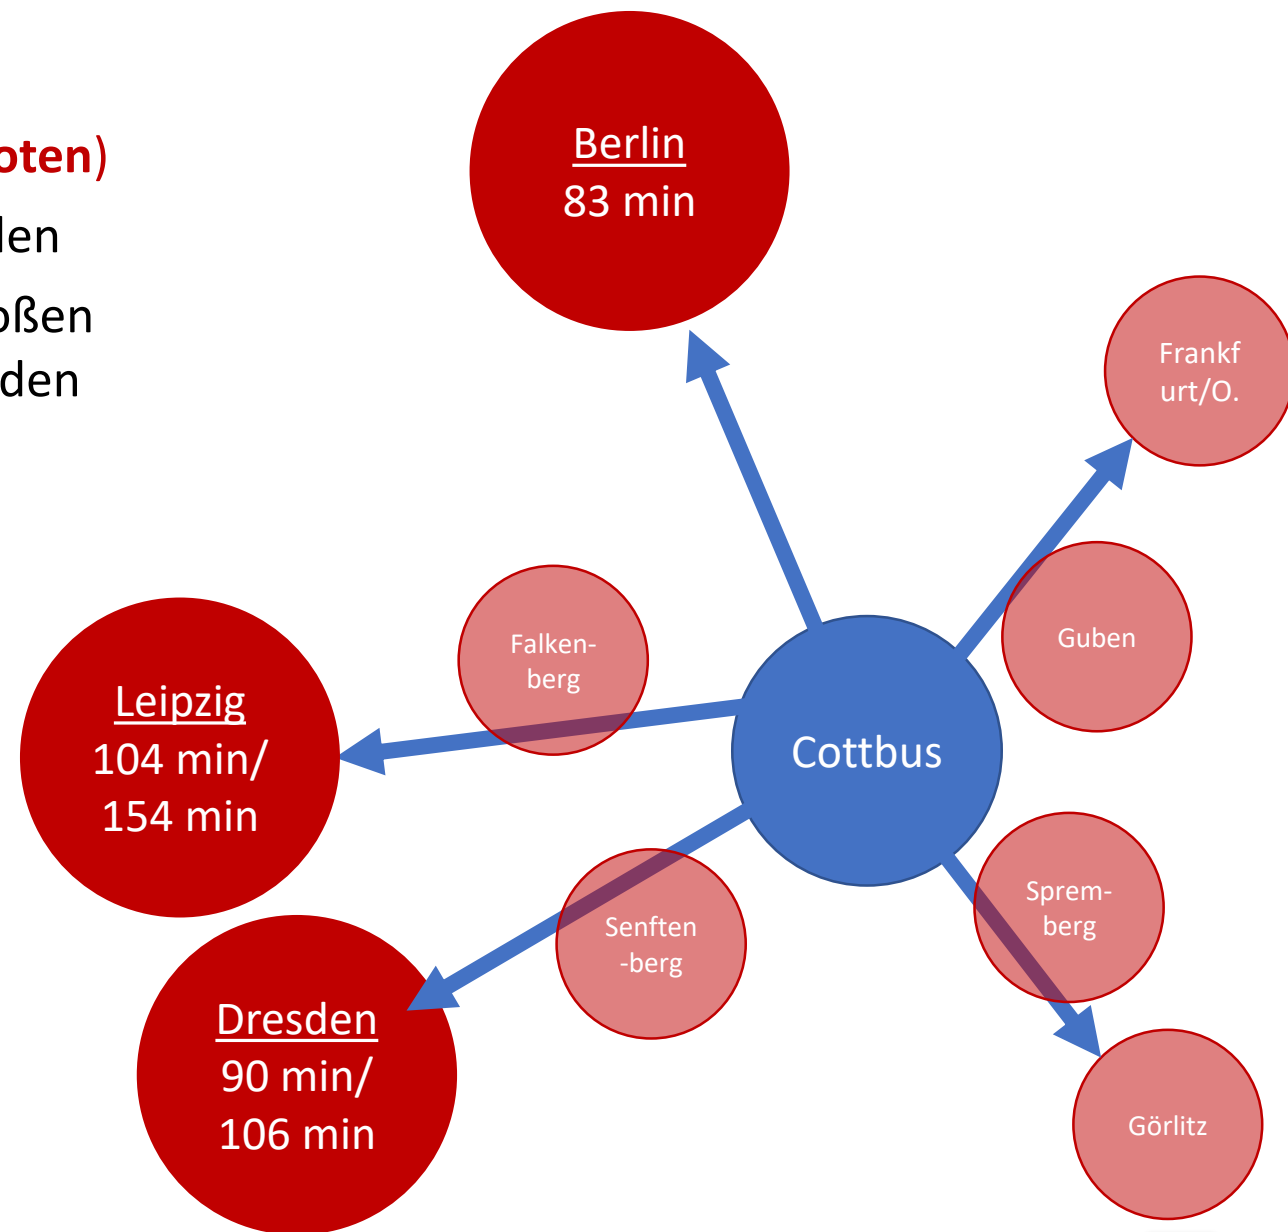 oten)
len
oßen
den
Berlin
83 min
Frankf
urt/O.
Guben
Falken-
berg
Leipzig
104 min/
154 min
Cottbus
Senften
-berg
Sprem-
berg
Dresden
90 min/
106 min
Görlitz